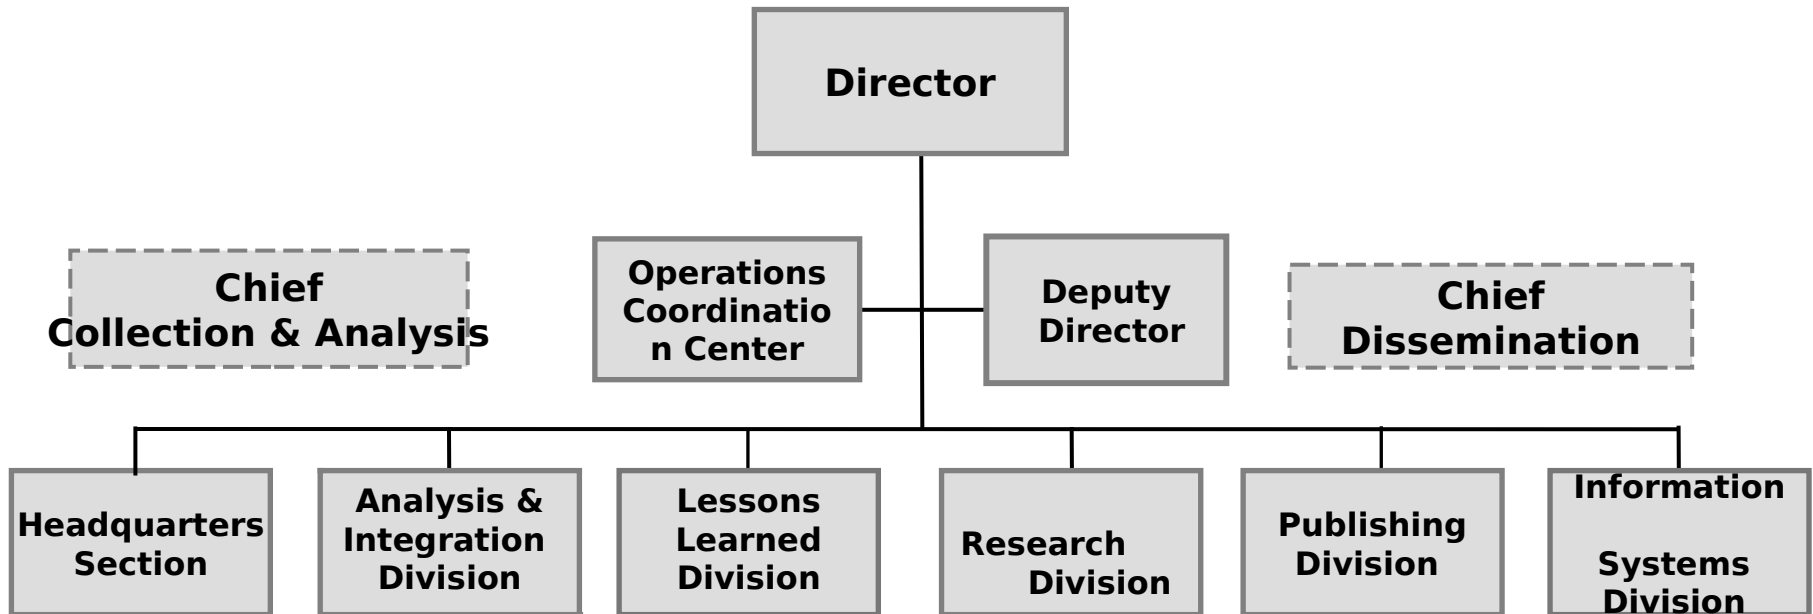 Director
Chief
Collection & Analysis
Operations
Coordinatio
n Center
Deputy
Director
Chief
Dissemination
Headquarters
Section
Analysis &
Integration
Division
Lessons
Learned
Division
Research
Division
Publishing
Division
Information
Systems
Division